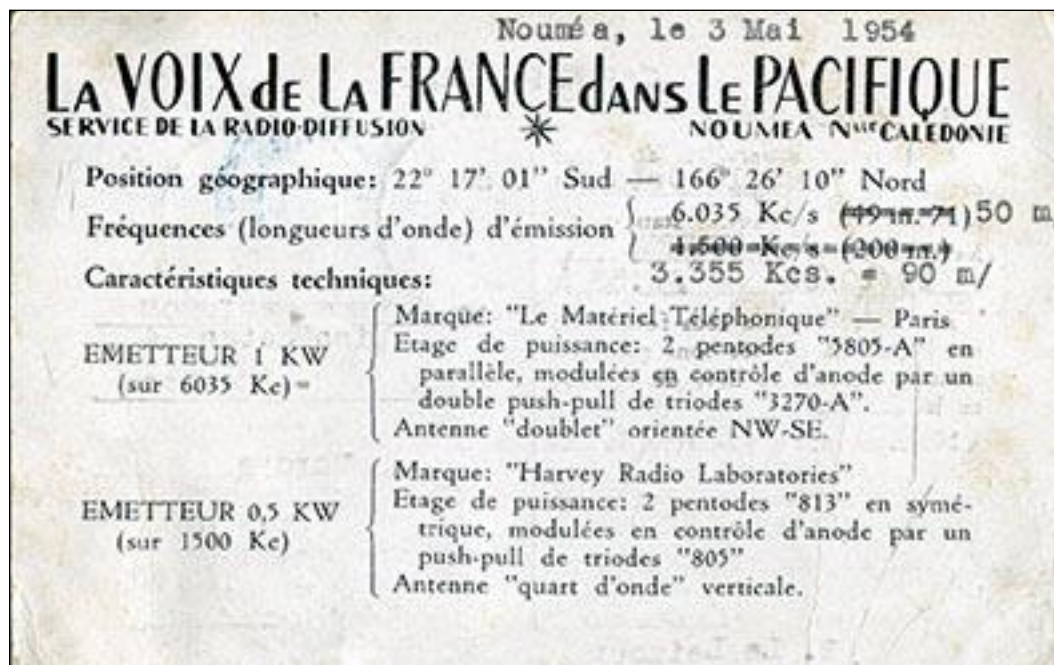 Nouméa, le 3 Mai 1954
LA VOIX de LA FRANCE dans LE PACIFIQUE
SERVICE DE LA RADIO-DIFFUSION NOUMEA Nlle CALEDONIE
Position géographique: 22° 17' 01" Sud — 166° 26' 10" Nord
Fréquences (longueurs d'onde) d'émission 6.035 Kc/s (49 m. 71) 50 m
1.500 Kc/s (200 m.)
3.355 Kcs. = 90 m/
Caractéristiques techniques:
EMETTEUR 1 KW
(sur 6035 Kc)=
Marque: "Le Matériel Téléphonique" — Paris
Etage de puissance: 2 pentodes "5805-A" en
parallèle, modulées en contrôle d'anode par un
double push-pull de triodes "3270-A".
Antenne "doublet" orientée NW-SE.
EMETTEUR 0,5 KW
(sur 1500 Kc)
Marque: "Harvey Radio Laboratories"
Etage de puissance: 2 pentodes "813" en symé-
trique, modulées en contrôle d'anode par un
push-pull de triodes "805"
Antenne "quart d'onde" verticale.